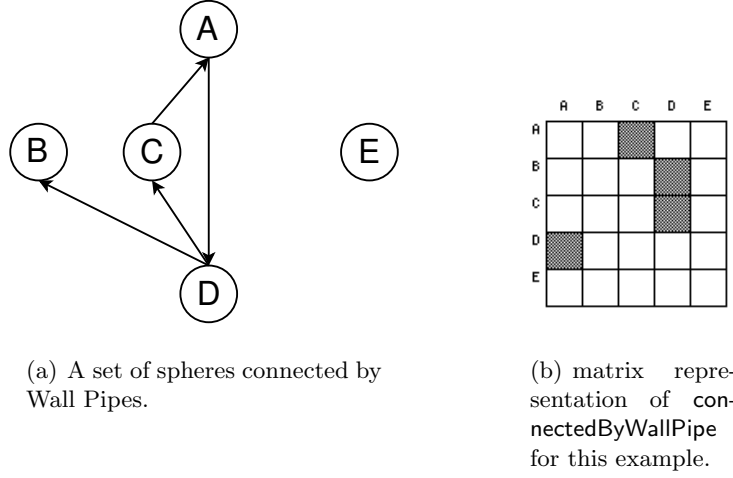 A
B
C
E
D
A B C D E
A
B
C
D
E
(a) A set of spheres connected by
Wall Pipes.
(b) matrix repre-
sentation of con-
nectedByWallPipe
for this example.